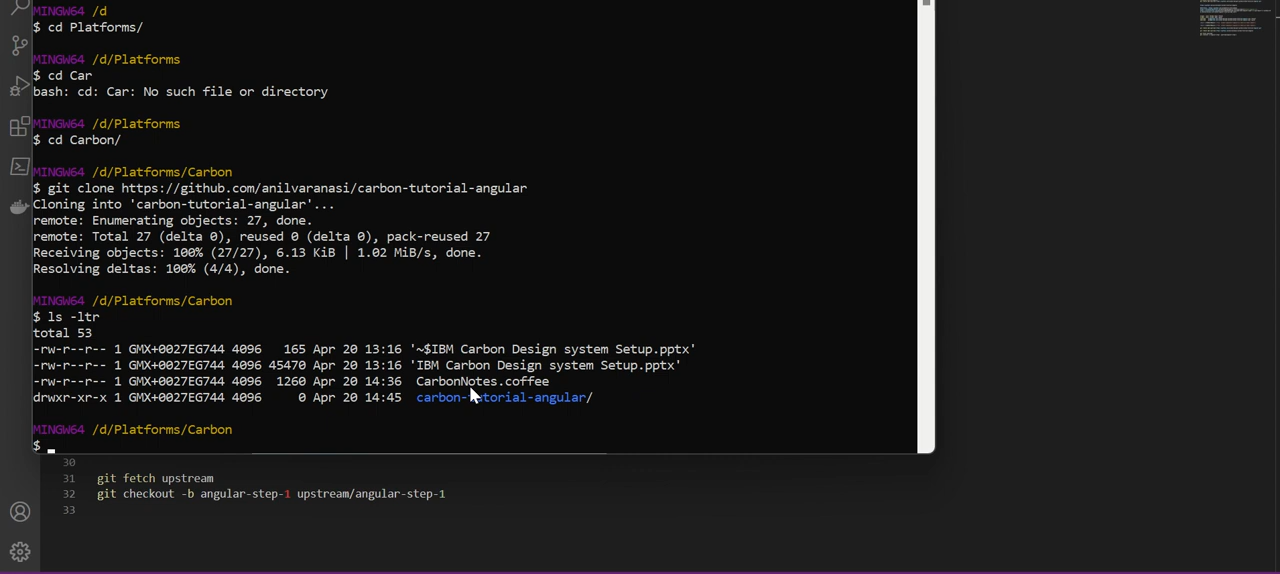 MINGW64 /d
$ cd Platforms/
MINGW64 /d/Platforms
$ cd Car
bash: cd: Car: No such file or directory
MINGW64 /d/Platforms
$ cd Carbon/
MINGW64 /d/Platforms/Carbon
$ git clone https://github.com/anilvaranasi/carbon-tutorial-angular
Cloning into 'carbon-tutorial-angular'...
remote: Enumerating objects: 27, done.
remote: Total 27 (delta 0), reused 0 (delta 0), pack-reused 27
Receiving objects: 100% (27/27), 6.13 KiB | 1.02 MiB/s, done.
Resolving deltas: 100% (4/4), done.
MINGW64 /d/Platforms/Carbon
$ ls -ltr
total 53
-rw-r--r-- 1 GMX+0027EG744 4096   165 Apr 20 13:16 '~$IBM Carbon Design system Setup.pptx'
-rw-r--r-- 1 GMX+0027EG744 4096 45470 Apr 20 13:16 'IBM Carbon Design system Setup.pptx'
-rw-r--r-- 1 GMX+0027EG744 4096  1260 Apr 20 14:36  CarbonNotes.coffee
drwxr-xr-x 1 GMX+0027EG744 4096     0 Apr 20 14:45  carbon-tutorial-angular/
MINGW64 /d/Platforms/Carbon
$
30
31 git fetch upstream
32 git checkout -b angular-step-1 upstream/angular-step-1
33